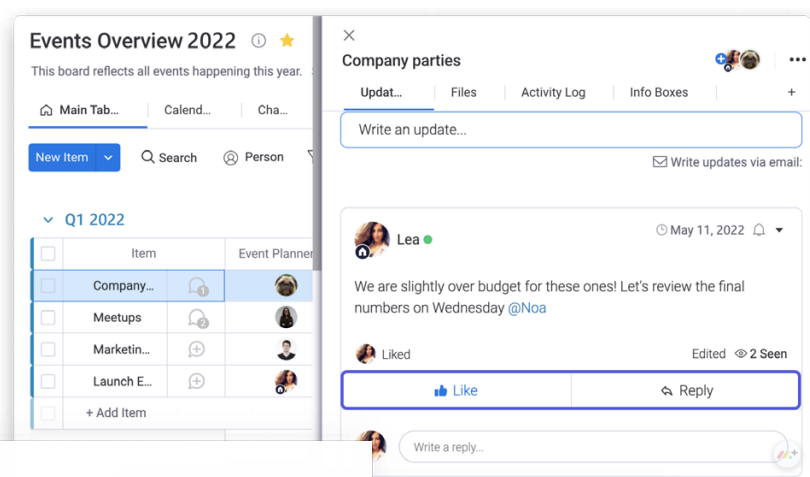 Events Overview 2022
This board reflects all events happening this year.
Main Tab...
Calend...
Cha...
New Item
Search
Person
Q1 2022
Item
Event Planner
Company...
1
Meetups
2
Marketin...
Launch E...
+ Add Item
Company parties
Updat...
Files
Activity Log
Info Boxes
+
Write an update...
Write updates via email:
Lea
May 11, 2022
We are slightly over budget for these ones! Let's review the final
numbers on Wednesday @Noa
Liked
Edited
2 Seen
Like
Reply
Write a reply...